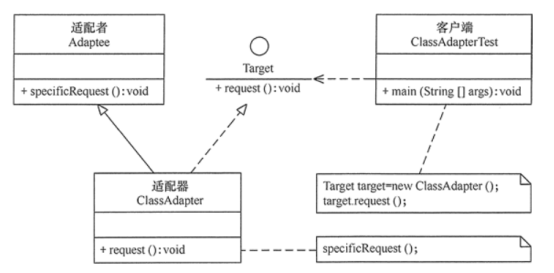 适配者
Adaptee
+ specificRequest (): void
Target
+ request (): void
客户端
ClassAdapterTest
+ main (String [] args): void
适配器
ClassAdapter
+ request (): void
Target target=new ClassAdapter ();
target.request ();
specificRequest ();